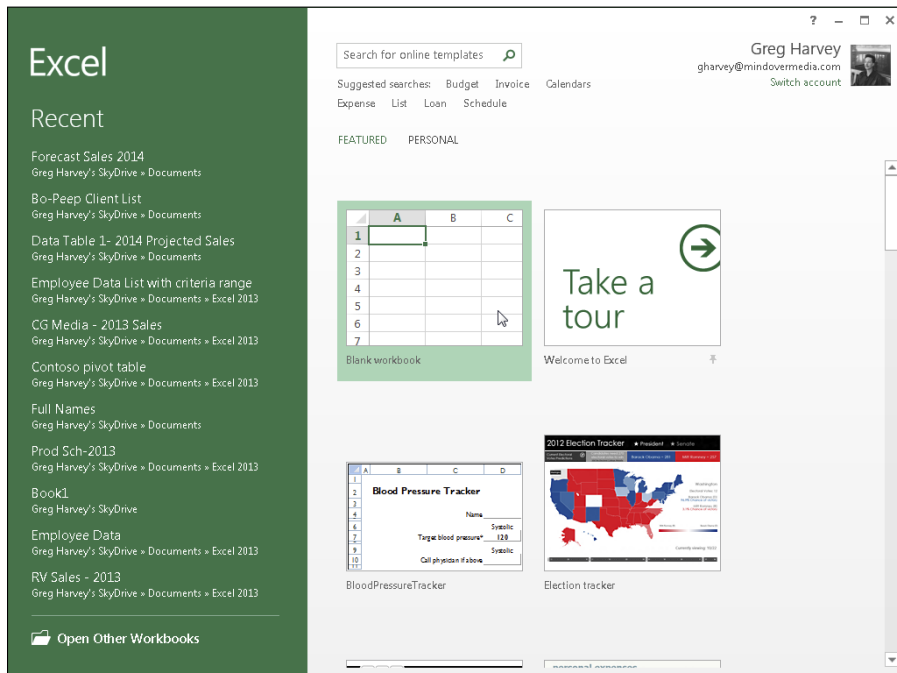 Excel
Recent
Forecast Sales 2014
Greg Harvey's SkyDrive » Documents
Bo-Peep Client List
Greg Harvey's SkyDrive » Documents
Data Table 1- 2014 Projected Sales
Greg Harvey's SkyDrive » Documents
Employee Data List with criteria range
Greg Harvey's SkyDrive » Documents » Excel 2013
CG Media - 2013 Sales
Greg Harvey's SkyDrive » Documents » Excel 2013
Contoso pivot table
Greg Harvey's SkyDrive » Documents » Excel 2013
Full Names
Greg Harvey's SkyDrive » Documents
Prod Sch-2013
Greg Harvey's SkyDrive » Documents » Excel 2013
Book1
Greg Harvey's SkyDrive
Employee Data
Greg Harvey's SkyDrive » Documents » Excel 2013
RV Sales - 2013
Greg Harvey's SkyDrive » Documents » Excel 2013
Open Other Workbooks
?
Search for online templates
Greg Harvey
gharvey@mindovermedia.com
Switch account
Suggested searches: Budget Invoice Calendars
Expense List Loan Schedule
FEATURED PERSONAL
A B C
1
2
3
4
5
6
7
Blank workbook
Take a
tour
Welcome to Excel
A B C D
1
2 Blood Pressure Tracker
3
4 Name
6 Systolic
7 Target blood pressure* 120
9 Systolic
10 Call physician if above
BloodPressureTracker
2012 Election Tracker ★ President ★ Senate
Washington
Election tracker
personal expenses